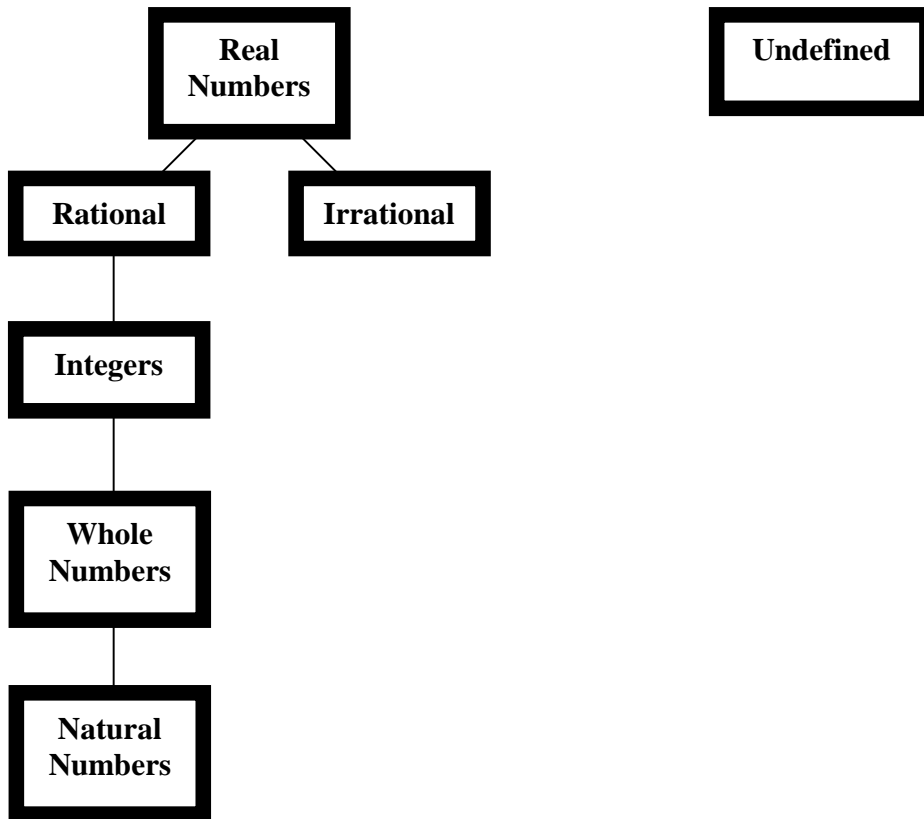 Real
Numbers
Undefined
Rational
Irrational
Integers
Whole
Numbers
Natural
Numbers